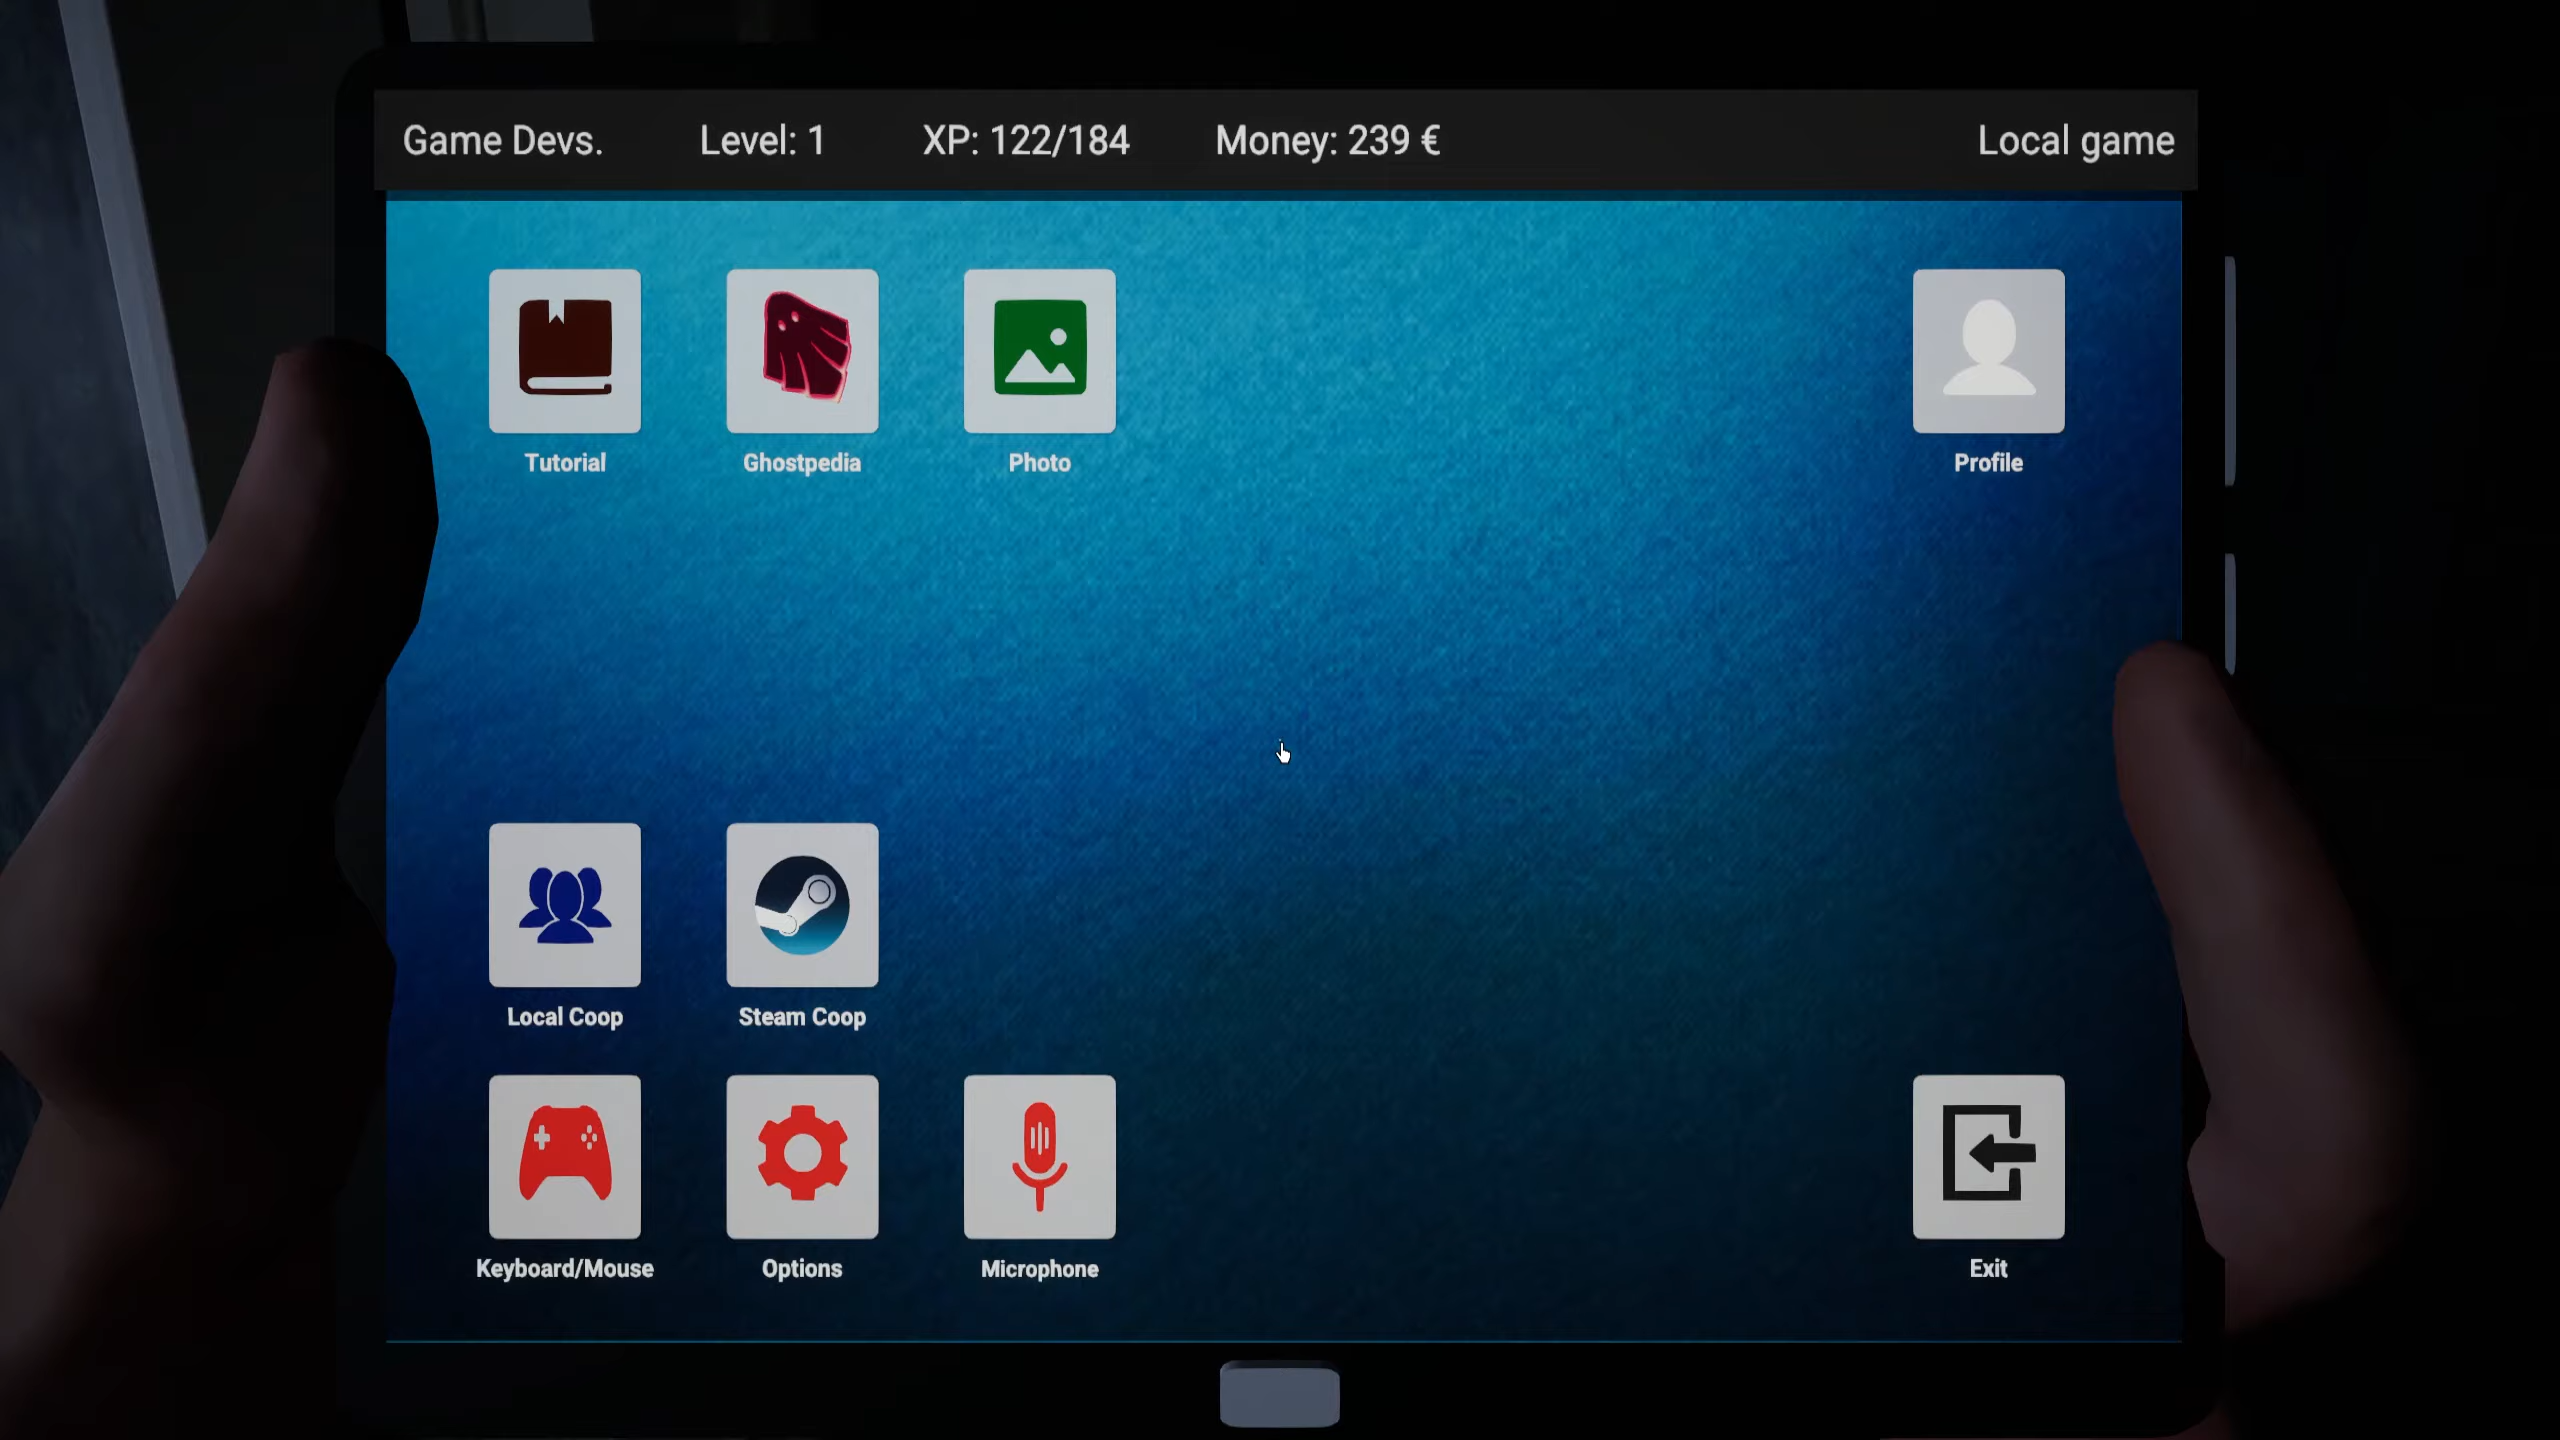 Game Devs. Level: 1 XP: 122/184 Money: 239 € Local game
Tutorial Ghostpedia Photo Profile
Local Coop Steam Coop
Keyboard/Mouse Options Microphone Exit